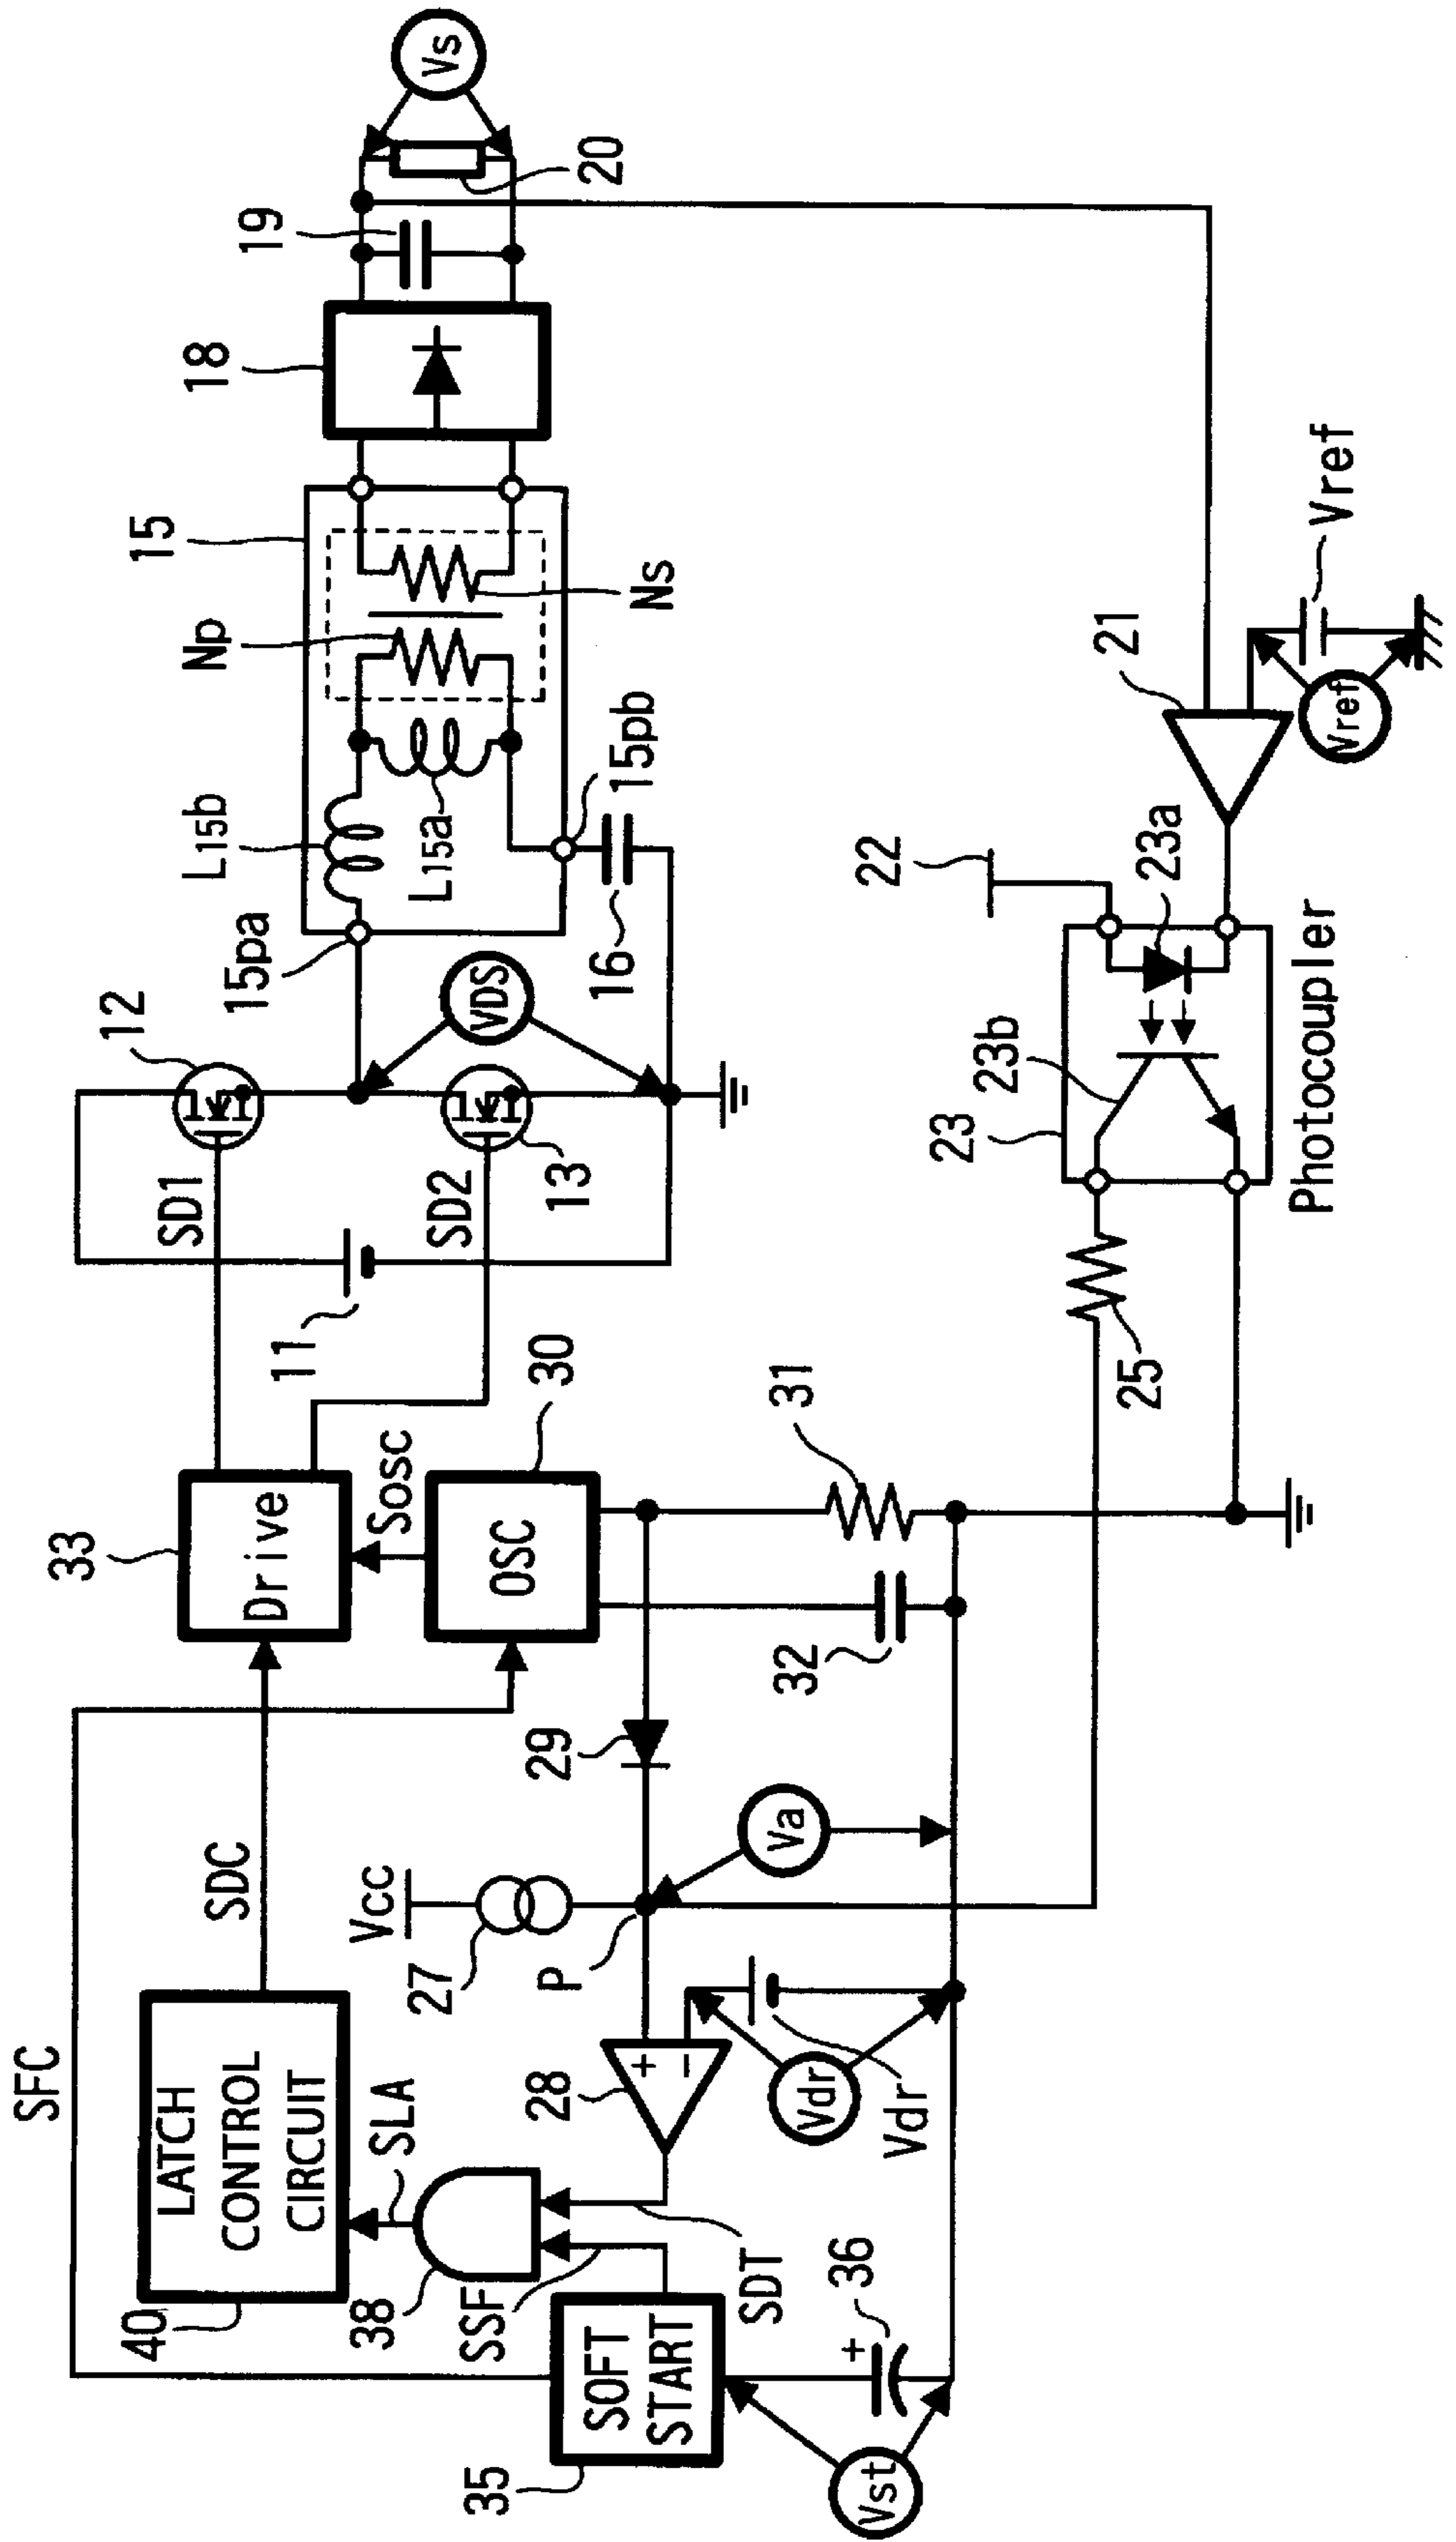 SFC
40
LATCH
CONTROL
CIRCUIT
SDC
33
Drive
SD1
12
15pa
L15b
Np
15
18
19
Vs
20
SLA
38
SSF
SDT
28
+
−
Vcc
27
P
29
Sosc
OSC
30
11
SD2
13
VDS
16
15pb
L15a
Ns
35
SOFT
START
Vst
36
+
Vdr
Vdr
Va
32
31
25
23
23b
23a
22
Photocoupler
21
Vref
Vref